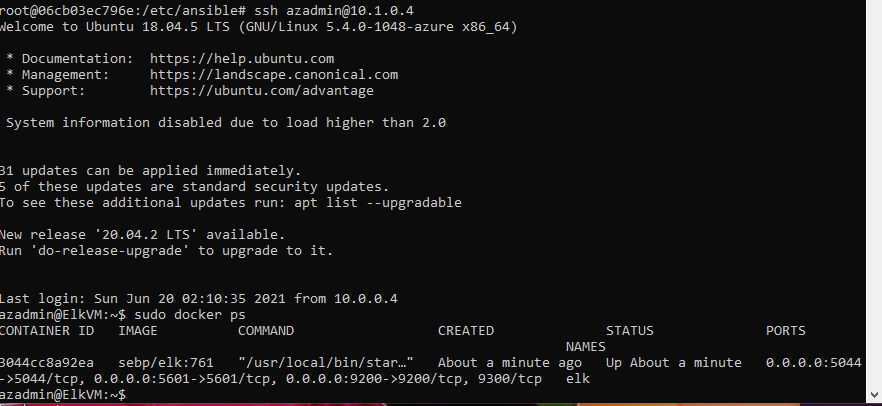 root@06cb03ec796e:/etc/ansible# ssh azadmin@10.1.0.4
Welcome to Ubuntu 18.04.5 LTS (GNU/Linux 5.4.0-1048-azure x86_64)
* Documentation:  https://help.ubuntu.com
* Management:     https://landscape.canonical.com
* Support:        https://ubuntu.com/advantage
System information disabled due to load higher than 2.0
31 updates can be applied immediately.
5 of these updates are standard security updates.
To see these additional updates run: apt list --upgradable
New release '20.04.2 LTS' available.
Run 'do-release-upgrade' to upgrade to it.
Last login: Sun Jun 20 02:10:35 2021 from 10.0.0.4
azadmin@ElkVM:~$ sudo docker ps
CONTAINER ID   IMAGE          COMMAND                  CREATED              STATUS              PORTS
NAMES
3044cc8a92ea   sebp/elk:761   "/usr/local/bin/star…"   About a minute ago   Up About a minute   0.0.0.0:5044
->5044/tcp, 0.0.0.0:5601->5601/tcp, 0.0.0.0:9200->9200/tcp, 9300/tcp   elk
azadmin@ElkVM:~$